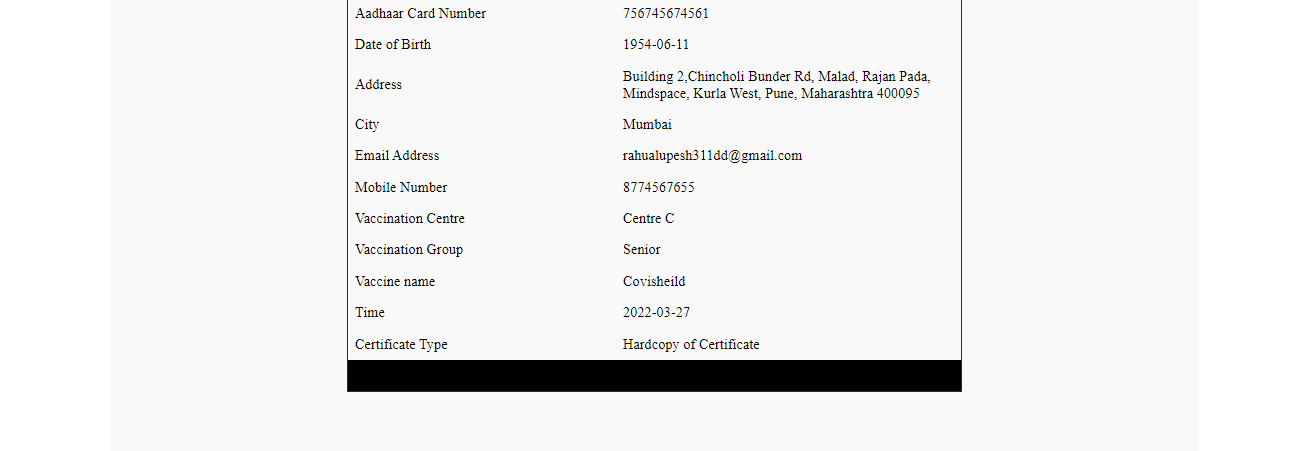 Aadhaar Card Number 756745674561
Date of Birth 1954-06-11
Address Building 2,Chincholi Bunder Rd, Malad, Rajan Pada,
Mindspace, Kurla West, Pune, Maharashtra 400095
City Mumbai
Email Address rahualupesh311dd@gmail.com
Mobile Number 8774567655
Vaccination Centre Centre C
Vaccination Group Senior
Vaccine name Covisheild
Time 2022-03-27
Certificate Type Hardcopy of Certificate